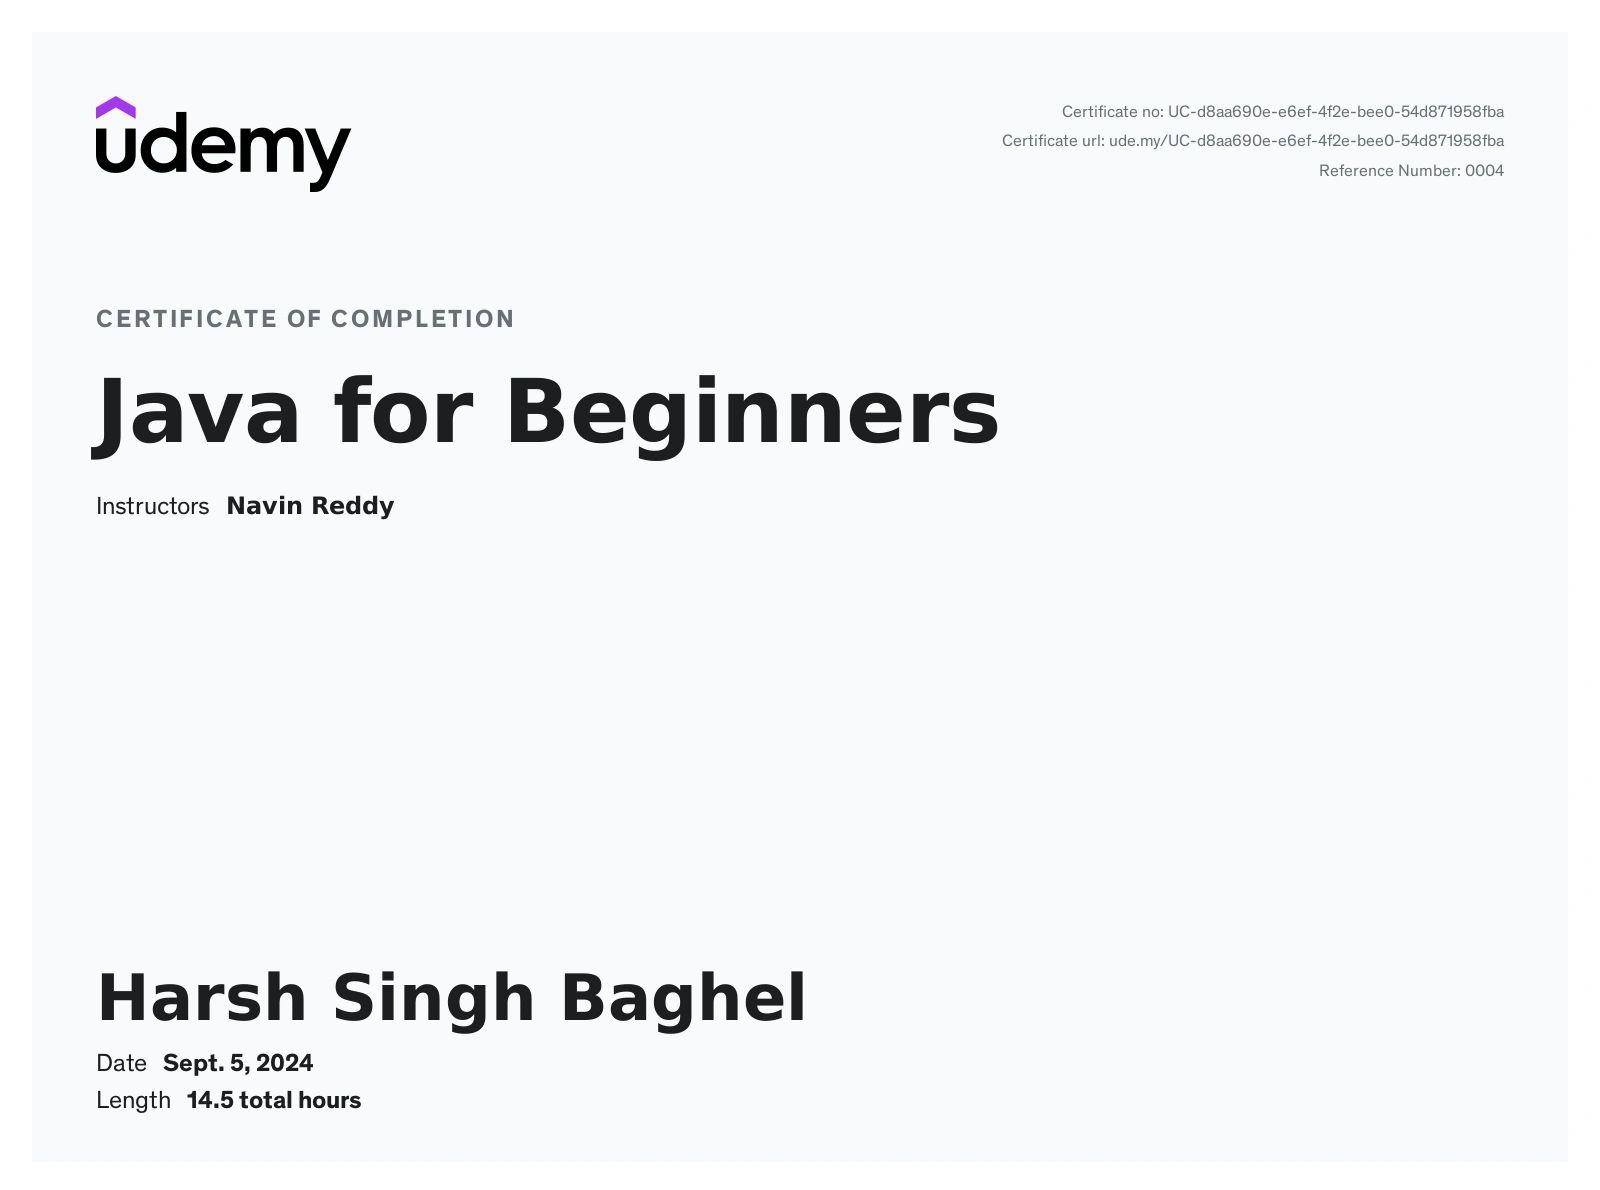 udemy
Certificate no: UC-d8aa690e-e6ef-4f2e-bee0-54d871958fba
Certificate url: ude.my/UC-d8aa690e-e6ef-4f2e-bee0-54d871958fba
Reference Number: 0004
CERTIFICATE OF COMPLETION
Java for Beginners
Instructors Navin Reddy
Harsh Singh Baghel
Date Sept. 5, 2024
Length 14.5 total hours